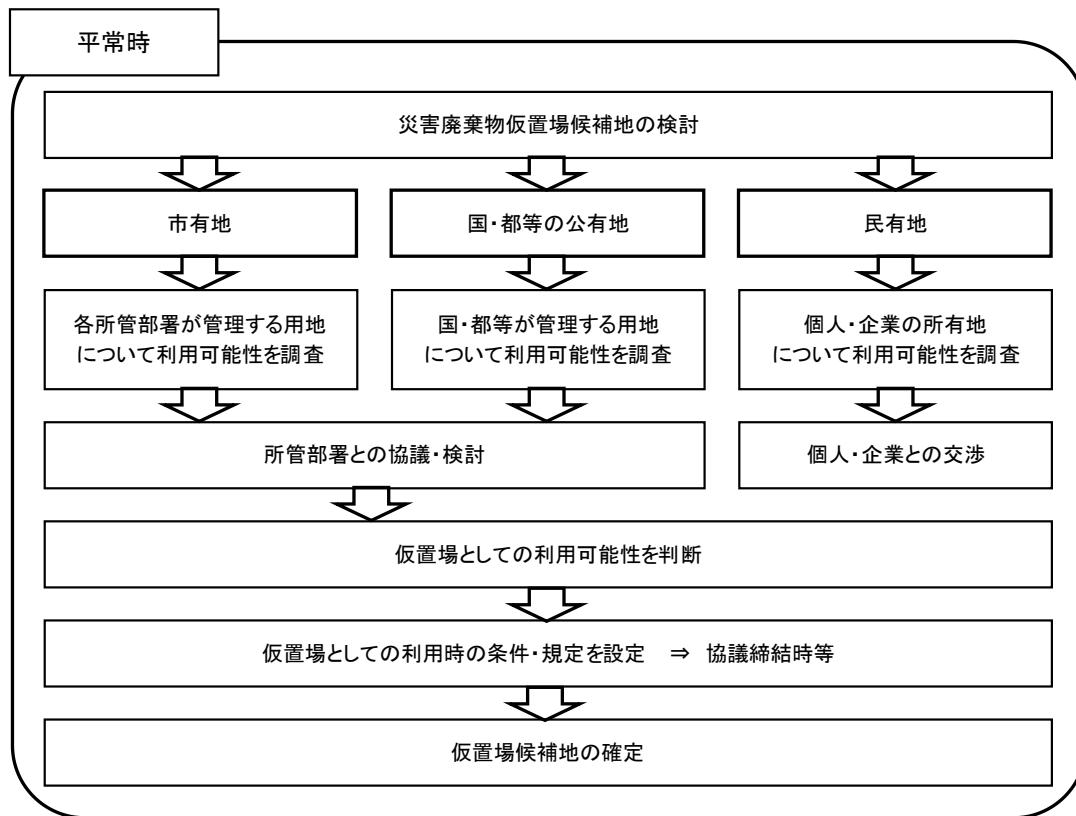 平常時
災害廃棄物仮置場候補地の検討
市有地
国・都等の公有地
民有地
各所管部署が管理する用地
について利用可能性を調査
国・都等が管理する用地
について利用可能性を調査
個人・企業の所有地
について利用可能性を調査
所管部署との協議・検討
個人・企業との交渉
仮置場としての利用可能性を判断
仮置場としての利用時の条件・規定を設定　⇒　協議締結時等
仮置場候補地の確定